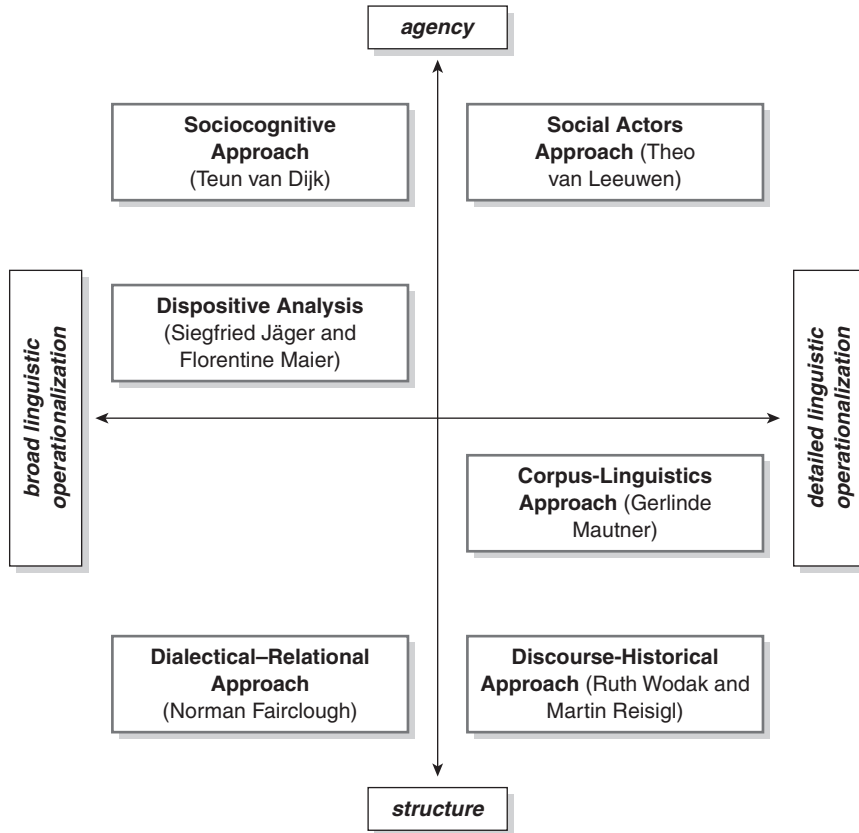 agency
Sociocognitive
Approach
(Teun van Dijk)
Social Actors
Approach (Theo
van Leeuwen)
broad linguistic
operationalization
Dispositive Analysis
(Siegfried Jäger and
Florentine Maier)
detailed linguistic
operationalization
Corpus-Linguistics
Approach (Gerlinde
Mautner)
Dialectical–Relational
Approach
(Norman Fairclough)
Discourse-Historical
Approach (Ruth Wodak and
Martin Reisigl)
structure